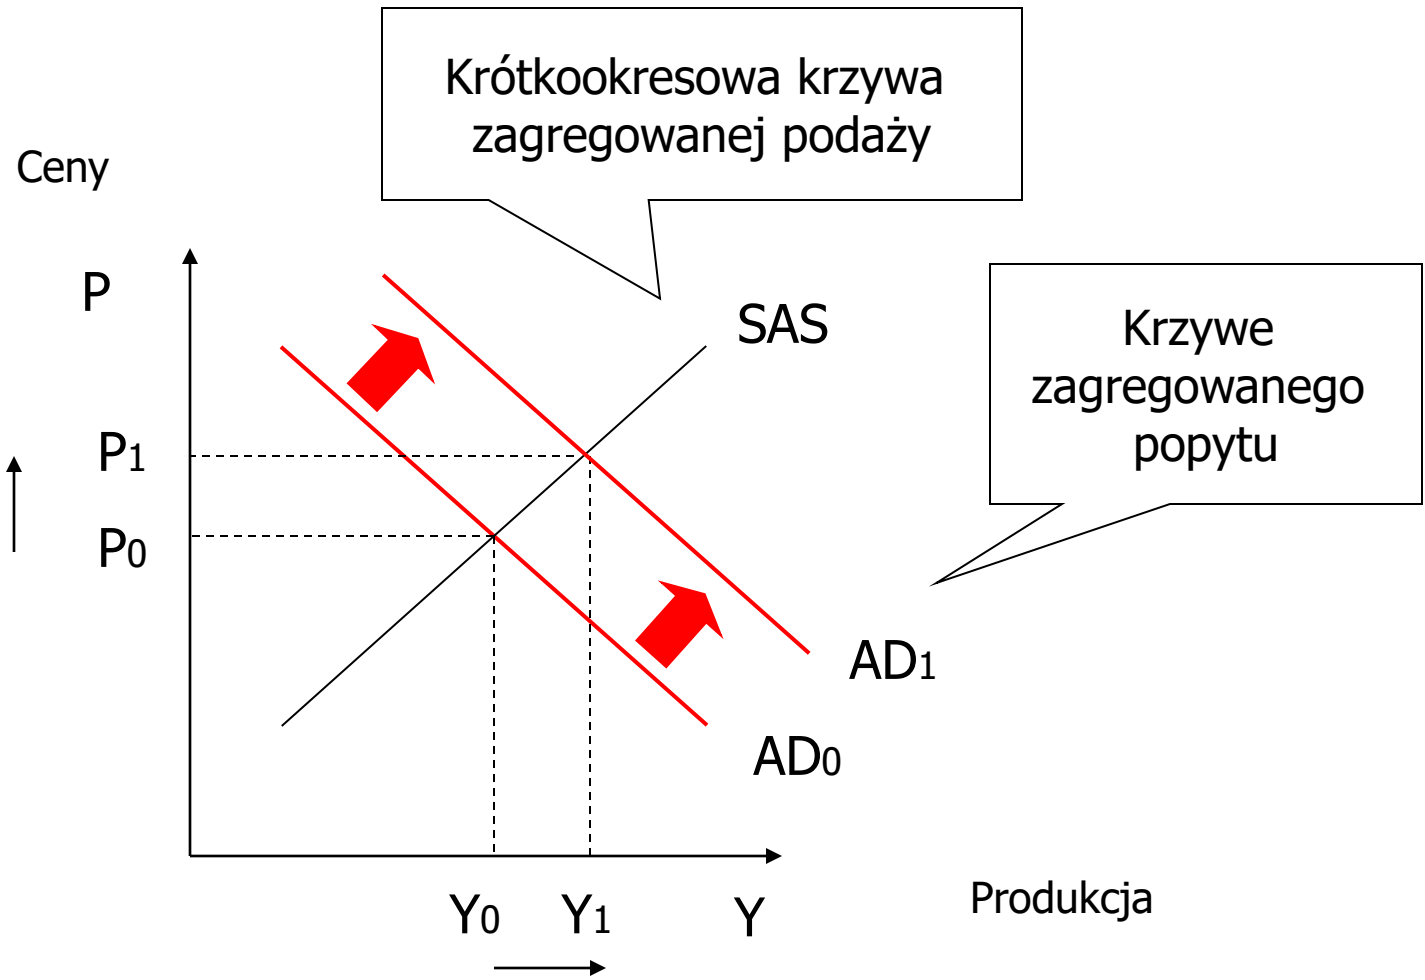 Krótkookresowa krzywa
zagregowanej podaży
Ceny
P
SAS
Krzywe
zagregowanego
popytu
P1
P0
AD1
AD0
Y0 Y1 Y
Produkcja